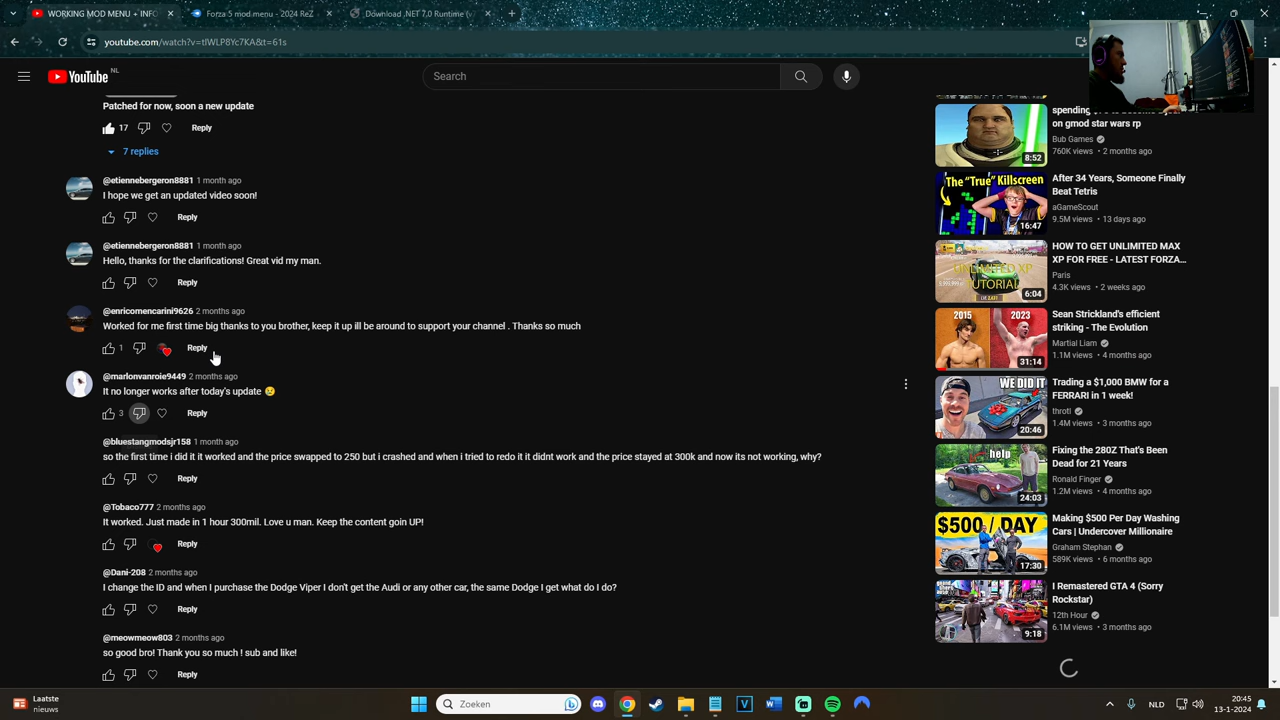 WORKING MOD MENU + INFO
Forza 5 mod menu - 2024 ReZ
Download .NET 7.0 Runtime (v
youtube.com/watch?v=tIWLP8Yc7KA&t=61s
YouTube NL
Search
Patched for now, soon a new update
17 Reply
7 replies
@etiennebergeron8881 1 month ago
I hope we get an updated video soon!
Reply
@etiennebergeron8881 1 month ago
Hello, thanks for the clarifications! Great vid my man.
Reply
@enricomencarini9626 2 months ago
Worked for me first time big thanks to you brother, keep it up ill be around to support your channel . Thanks so much
1 Reply
@marlonvanroie9449 2 months ago
It no longer works after today's update 😢
3 Reply
@bluestangmodsjr158 1 month ago
so the first time i did it it worked and the price swapped to 250 but i crashed and when i tried to redo it it didnt work and the price stayed at 300k and now its not working, why?
Reply
@Tobaco777 2 months ago
It worked. Just made in 1 hour 300mil. Love u man. Keep the content goin UP!
Reply
@Dani-208 2 months ago
I change the ID and when I purchase the Dodge viper I don't get the Audi or any other car, the same Dodge I get what do I do?
Reply
@meowmeow803 2 months ago
so good bro! Thank you so much ! sub and like!
Reply
on gmod star wars rp
Bub Games
760K views • 2 months ago
8:52
The "True" Killscreen
16:47
After 34 Years, Someone Finally
Beat Tetris
aGameScout
9.5M views • 13 days ago
UNLIMITED XP
TUTORIAL
6:04
HOW TO GET UNLIMITED MAX
XP FOR FREE - LATEST FORZA...
Paris
4.3K views • 2 weeks ago
2015 2023
31:14
Sean Strickland's efficient
striking - The Evolution
Martial Liam
1.1M views • 4 months ago
WE DID IT
20:46
Trading a $1,000 BMW for a
FERRARI in 1 week!
throtl
1.4M views • 3 months ago
help
24:03
Fixing the 280Z That's Been
Dead for 21 Years
Ronald Finger
1.2M views • 4 months ago
$500 / DAY
17:30
Making $500 Per Day Washing
Cars | Undercover Millionaire
Graham Stephan
589K views • 6 months ago
9:18
I Remastered GTA 4 (Sorry
Rockstar)
12th Hour
6.1M views • 3 months ago
Laatste
nieuws
Zoeken
NLD
20:45
13-1-2024